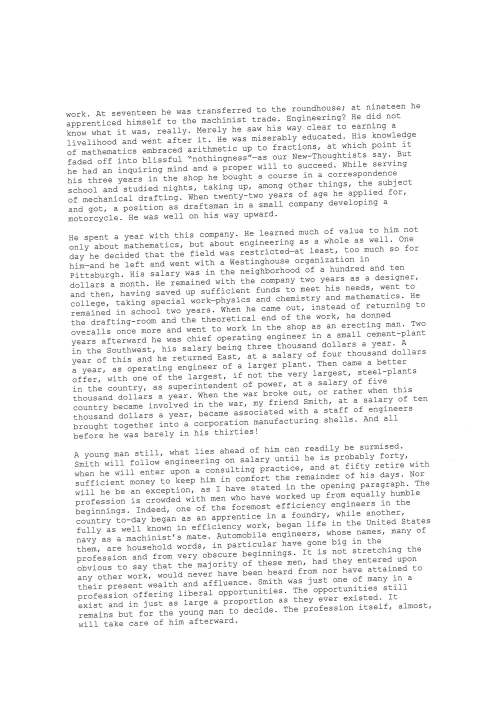 work. At seventeen he was transferred to the roundhouse; at nineteen he
apprenticed himself to the machinist trade. Engineering? He did not
know what it was, really. Merely he saw his way clear to earning a
livelihood and went after it. He was miserably educated. His knowledge
of mathematics embraced arithmetic up to fractions, at which point it
faded off into blissful "nothingness"—as our New-Thoughtists say. But
he had an inquiring mind and a proper will to succeed. While serving
his three years in the shop he bought a course in a correspondence
school and studied nights, taking up, among other things, the subject
of mechanical drafting. When twenty-two years of age he applied for,
and got, a position as draftsman in a small company developing a
motorcycle. He was well on his way upward.

He spent a year with this company. He learned much of value to him not
only about mathematics, but about engineering as a whole as well. One
day he decided that the field was restricted—at least, too much so for
him—and he left and went with a Westinghouse organization in
Pittsburgh. His salary was in the neighborhood of a hundred and ten
dollars a month. He remained with the company two years as a designer,
and then, having saved up sufficient funds to meet his needs, went to
college, taking special work—physics and chemistry and mathematics. He
remained in school two years. When he came out, instead of returning to
the drafting-room and the theoretical end of the work, he donned
overalls once more and went to work in the shop as an erecting man. Two
years afterward he was chief operating engineer in a small cement-plant
in the Southwest, his salary being three thousand dollars a year. A
year of this and he returned East, at a salary of four thousand dollars
a year, as operating engineer of a larger plant. Then came a better
offer, with one of the largest, if not the very largest, steel-plants
in the country, as superintendent of power, at a salary of five
thousand dollars a year. When the war broke out, or rather when this
country became involved in the war, my friend Smith, at a salary of ten
thousand dollars a year, became associated with a staff of engineers
brought together into a corporation manufacturing shells. And all
before he was barely in his thirties!

A young man still, what lies ahead of him can readily be surmised.
Smith will follow engineering on salary until he is probably forty,
when he will enter upon a consulting practice, and at fifty retire with
sufficient money to keep him in comfort the remainder of his days. Nor
will he be an exception, as I have stated in the opening paragraph. The
profession is crowded with men who have worked up from equally humble
beginnings. Indeed, one of the foremost efficiency engineers in the
country to-day began as an apprentice in a foundry, while another,
fully as well known in efficiency work, began life in the United States
navy as a machinist's mate. Automobile engineers, whose names, many of
them, are household words, in particular have gone big in the
profession and from very obscure beginnings. It is not stretching the
obvious to say that the majority of these men, had they entered upon
any other work, would never have been heard from nor have attained to
their present wealth and affluence. Smith was just one of many in a
profession offering liberal opportunities. The opportunities still
exist and in just as large a proportion as they ever existed. It
remains but for the young man to decide. The profession itself, almost,
will take care of him afterward.